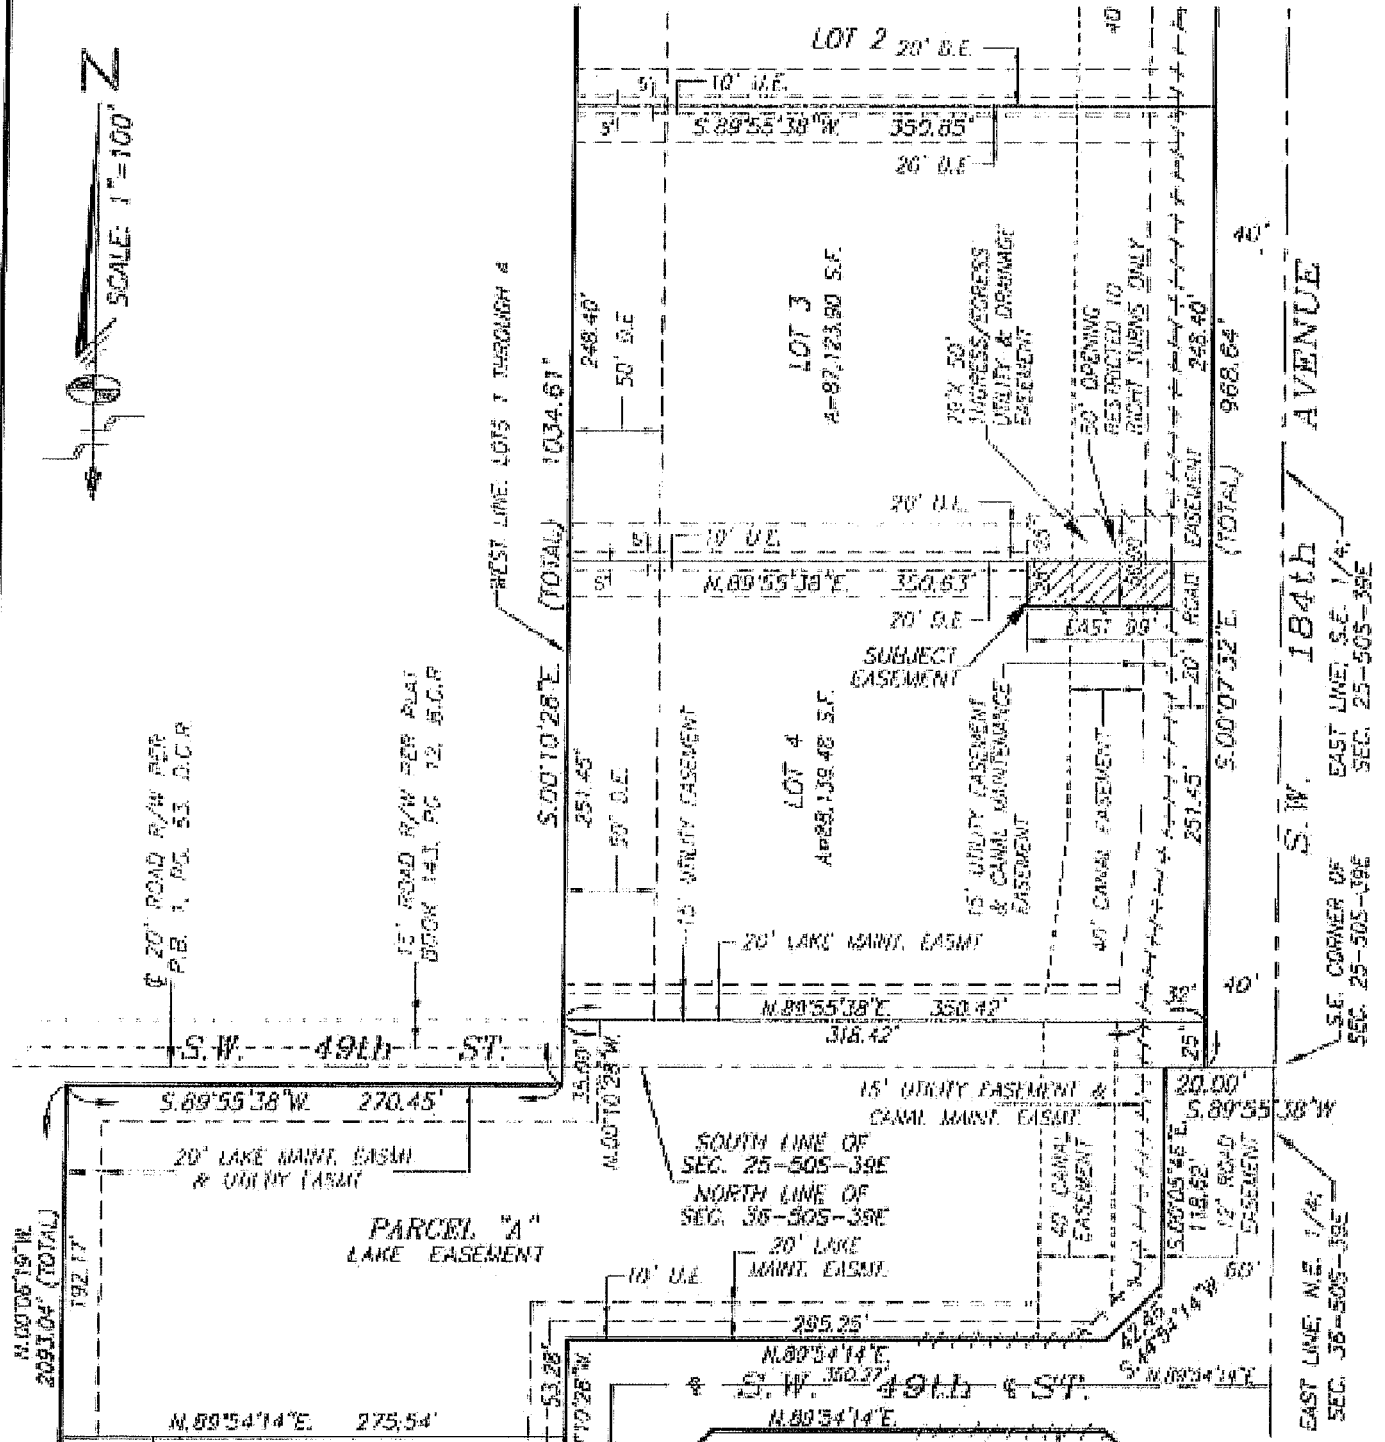 Z
SCALE: 1"=100'
LOT 2
20' D.E.
40'
5'
10' U.E.
5'
S.89°55'38"W. 350.85'
20' D.E.
WEST LINE. LOTS 1 THROUGH 4
248.40'
50' D.E.
LOT 3
A=87,123.90 S.F.
50'
INGRESS/EGRESS
UTILITY & DRAINAGE
EASEMENT
50' OPENING
RESTRICTED TO
RIGHT TURNS ONLY
248.40'
968.64'
(TOTAL)
40'
S.W. 184th AVENUE
S.00°10'28"E. (TOTAL) 1034.61'
20' D.E.
5'
10' U.E.
5'
N.89°55'38"E. 350.63'
20' D.E.
50.00'
ROAD EASEMENT
EAST 99'
SUBJECT
EASEMENT
20'
S.00°07'32"E.
EAST LINE, S.E. 1/4,
SEC. 25-50S-39E
20' ROAD R/W PER
P.B. 1, PG. 53 D.C.R
15' ROAD R/W PER PLAT
BOOK 143, PG 12, B.C.R
251.45'
50' D.E.
15' UTILITY EASEMENT
LOT 4
S.F.
15' UTILITY EASEMENT
& CANAL MAINTENANCE
EASEMENT
40' CANAL EASEMENT
251.45'
S.E. CORNER OF
SEC. 25-50S-39E
20' LAKE MAINT. EASMT
40'
N.89°55'38"E. 350.42'
318.42'
25'
S.W. 49th ST.
35.00'
N.00°10'28"W.
S.89°55'38"W. 270.45'
15' UTILITY EASEMENT &
CANAL MAINT. EASMT.
20.00'
S.89°55'38"W
20' LAKE MAINT. EASMT
& UTILITY EASMT
SOUTH LINE OF
SEC. 25-50S-39E
NORTH LINE OF
SEC. 36-50S-39E
40' CANAL
EASEMENT
S.00°05'46"E.
118.62'
12' ROAD
EASEMENT
PARCEL "A"
LAKE EASEMENT
N.00°06'19"W.
2093.04' (TOTAL)
192.17'
10' U.E.
20' LAKE
MAINT. EASMT.
60'
EAST LINE, N.E. 1/4,
SEC. 36-50S-39E
295.25'
N.89°54'14"E.
350.27'
42.85'
53.28'
S.W. 49th ST.
N.89°54'14"E.
N.89°54'14"E. 275.54'
N.89°54'14"E.